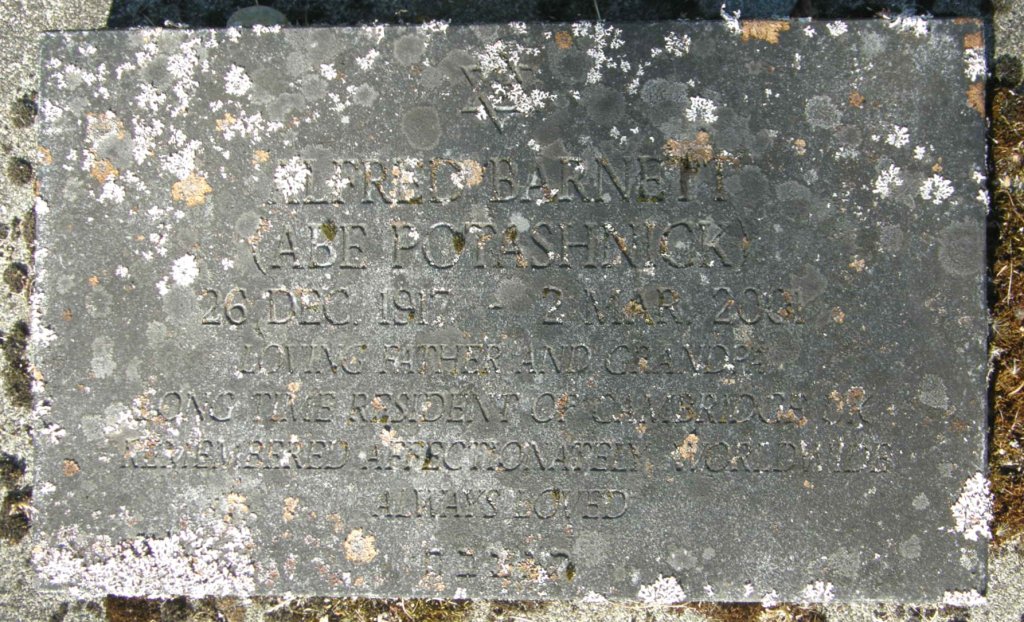 ALFRED BARNETT
(ABE POTASHNICK)
26 DEC. 1917 - 2 MAR. 2001
LOVING FATHER AND GRANDPA
LONG TIME RESIDENT OF CAMBRIDGE UK
REMEMBERED AFFECTIONATELY WORLDWIDE
ALWAYS LOVED